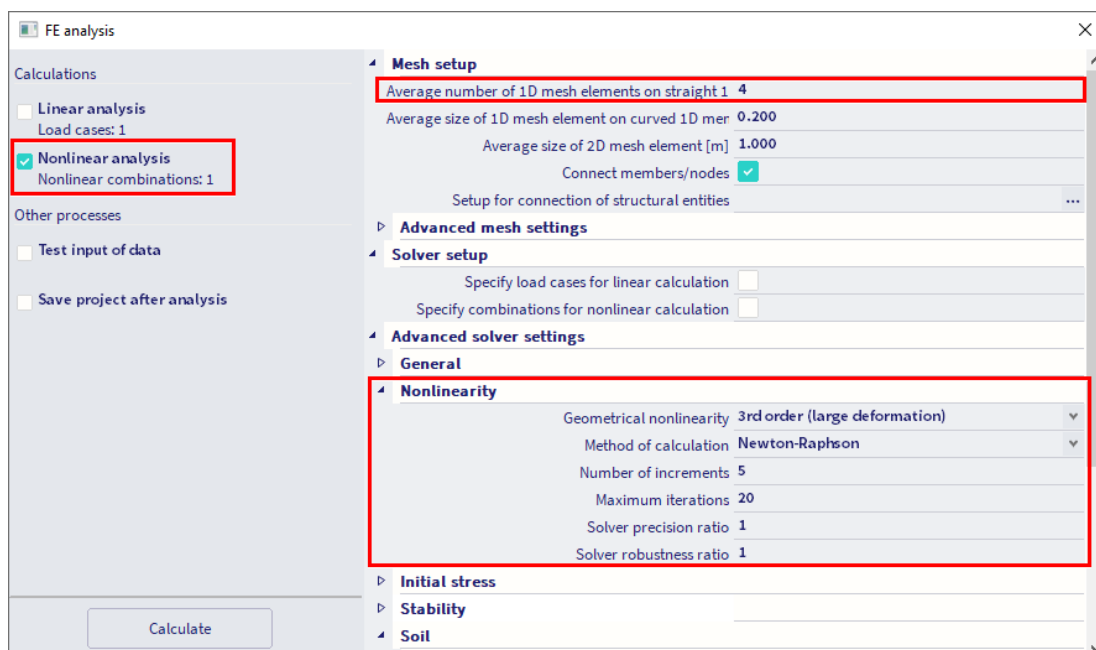 FE analysis
Calculations
Linear analysis
Load cases: 1
Nonlinear analysis
Nonlinear combinations: 1
Other processes
Test input of data
Save project after analysis
Calculate
Mesh setup
Average number of 1D mesh elements on straight 1 4
Average size of 1D mesh element on curved 1D mer 0.200
Average size of 2D mesh element [m] 1.000
Connect members/nodes
Setup for connection of structural entities ...
Advanced mesh settings
Solver setup
Specify load cases for linear calculation
Specify combinations for nonlinear calculation
Advanced solver settings
General
Nonlinearity
Geometrical nonlinearity 3rd order (large deformation)
Method of calculation Newton-Raphson
Number of increments 5
Maximum iterations 20
Solver precision ratio 1
Solver robustness ratio 1
Initial stress
Stability
Soil